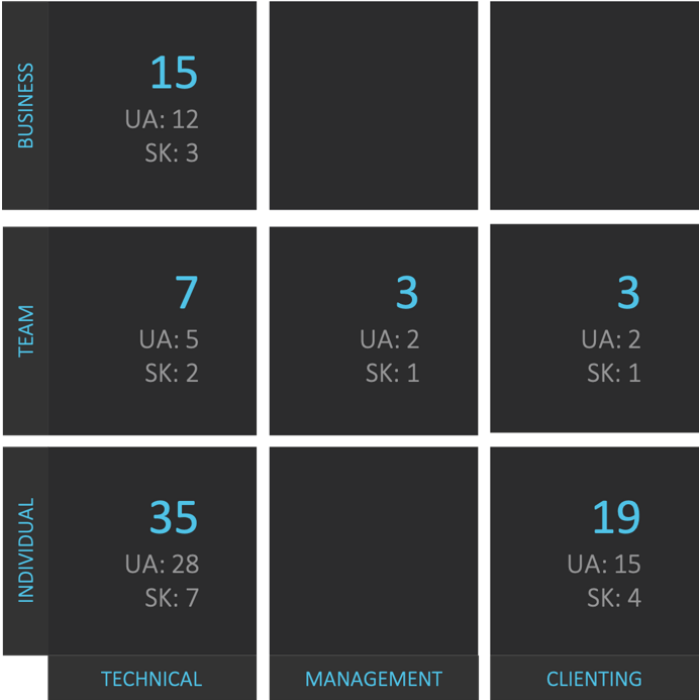 BUSINESS
15
UA: 12
SK: 3
TEAM
7
UA: 5
SK: 2
3
UA: 2
SK: 1
3
UA: 2
SK: 1
INDIVIDUAL
35
UA: 28
SK: 7
19
UA: 15
SK: 4
TECHNICAL
MANAGEMENT
CLIENTING